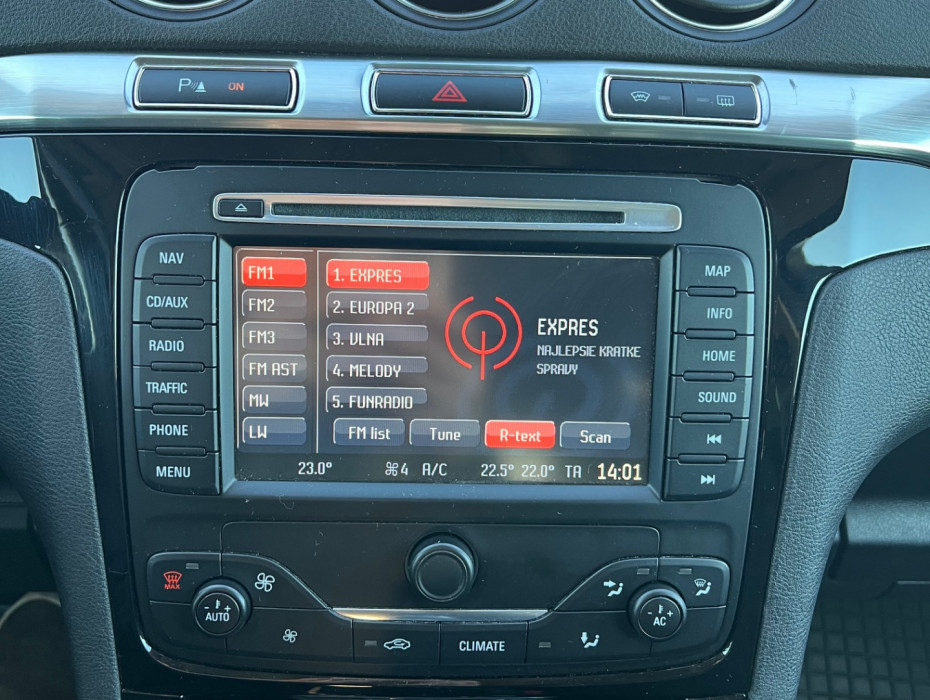 P ON
NAV
CD/AUX
RADIO
TRAFFIC
PHONE
MENU
FM1
FM2
FM3
FM AST
MW
LW
1. EXPRES
2. EUROPA 2
3. VLNA
4. MELODY
5. FUNRADIO
EXPRES
NAJLEPSIE KRATKE
SPRAVY
FM list Tune R-text Scan
23.0° 4 A/C 22.5° 22.0° TA 14:01
MAP
INFO
HOME
SOUND
MAX
- +
AUTO
- +
AC
CLIMATE